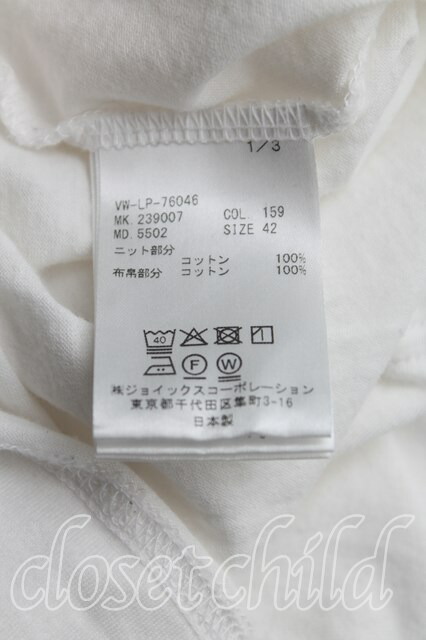 1/3
VW-LP-76046
MK. 239007 COL. 159
MD. 5502 SIZE 42
ニット部分 コットン 100%
布帛部分 コットン 100%
40
F W
㈱ジョイックスコーポレーション
東京都千代田区隼町3-16
日本製
closetchild